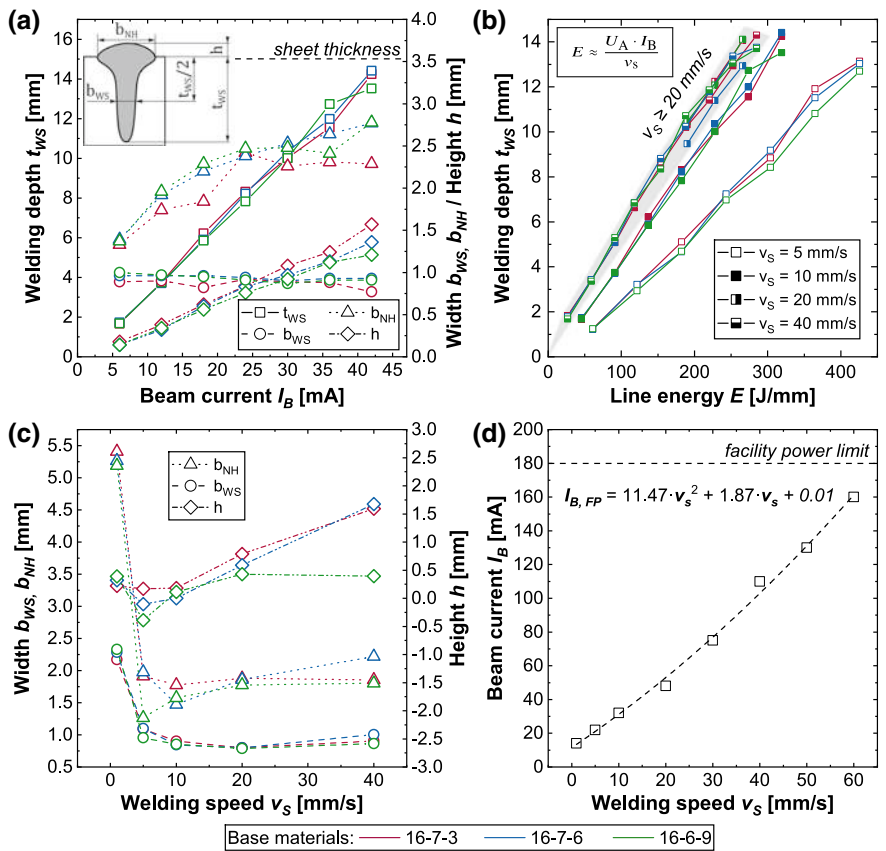 (a)
b_NH
h
b_WS
t_WS/2
t_WS
sheet thickness
Welding depth t_WS [mm]
16
14
12
10
8
6
4
2
0
4.0
3.5
3.0
2.5
2.0
1.5
1.0
0.5
0.0
Width b_WS, b_NH / Height h [mm]
t_WS
b_NH
b_WS
h
0 5 10 15 20 25 30 35 40 45
Beam current I_B [mA]
(b)
E ≈ U_A · I_B / v_S
v_S ≥ 20 mm/s
Welding depth t_WS [mm]
16
14
12
10
8
6
4
2
0
v_S = 5 mm/s
v_S = 10 mm/s
v_S = 20 mm/s
v_S = 40 mm/s
0 100 200 300 400
Line energy E [J/mm]
(c)
b_NH
b_WS
h
Width b_WS, b_NH [mm]
5.5
5.0
4.5
4.0
3.5
3.0
2.5
2.0
1.5
1.0
0.5
3.0
2.5
2.0
1.5
1.0
0.5
0.0
-0.5
-1.0
-1.5
-2.0
-2.5
-3.0
Height h [mm]
0 10 20 30 40
Welding speed v_S [mm/s]
(d)
facility power limit
I_B, FP = 11.47·v_s² + 1.87·v_s + 0.01
Beam current I_B [mA]
200
180
160
140
120
100
80
60
40
20
0
0 10 20 30 40 50 60
Welding speed v_S [mm/s]
Base materials: 16-7-3 16-7-6 16-6-9